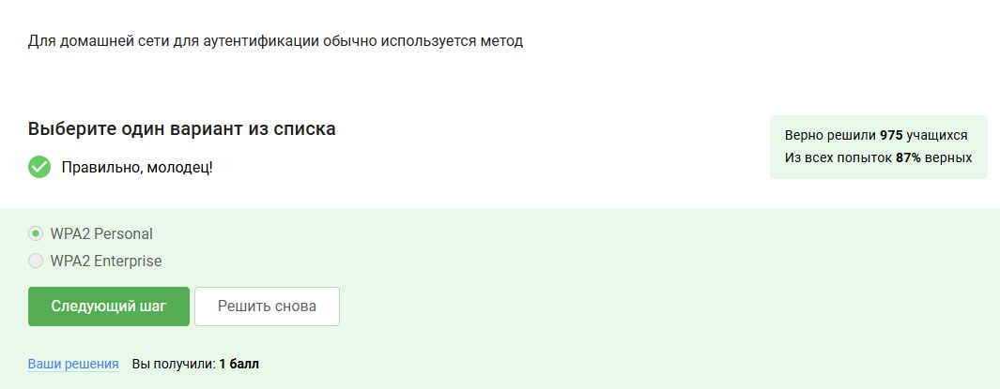 Для домашней сети для аутентификации обычно используется метод
Выберите один вариант из списка
Правильно, молодец!
Верно решили 975 учащихся
Из всех попыток 87% верных
WPA2 Personal
WPA2 Enterprise
Следующий шаг
Решить снова
Ваши решения Вы получили: 1 балл